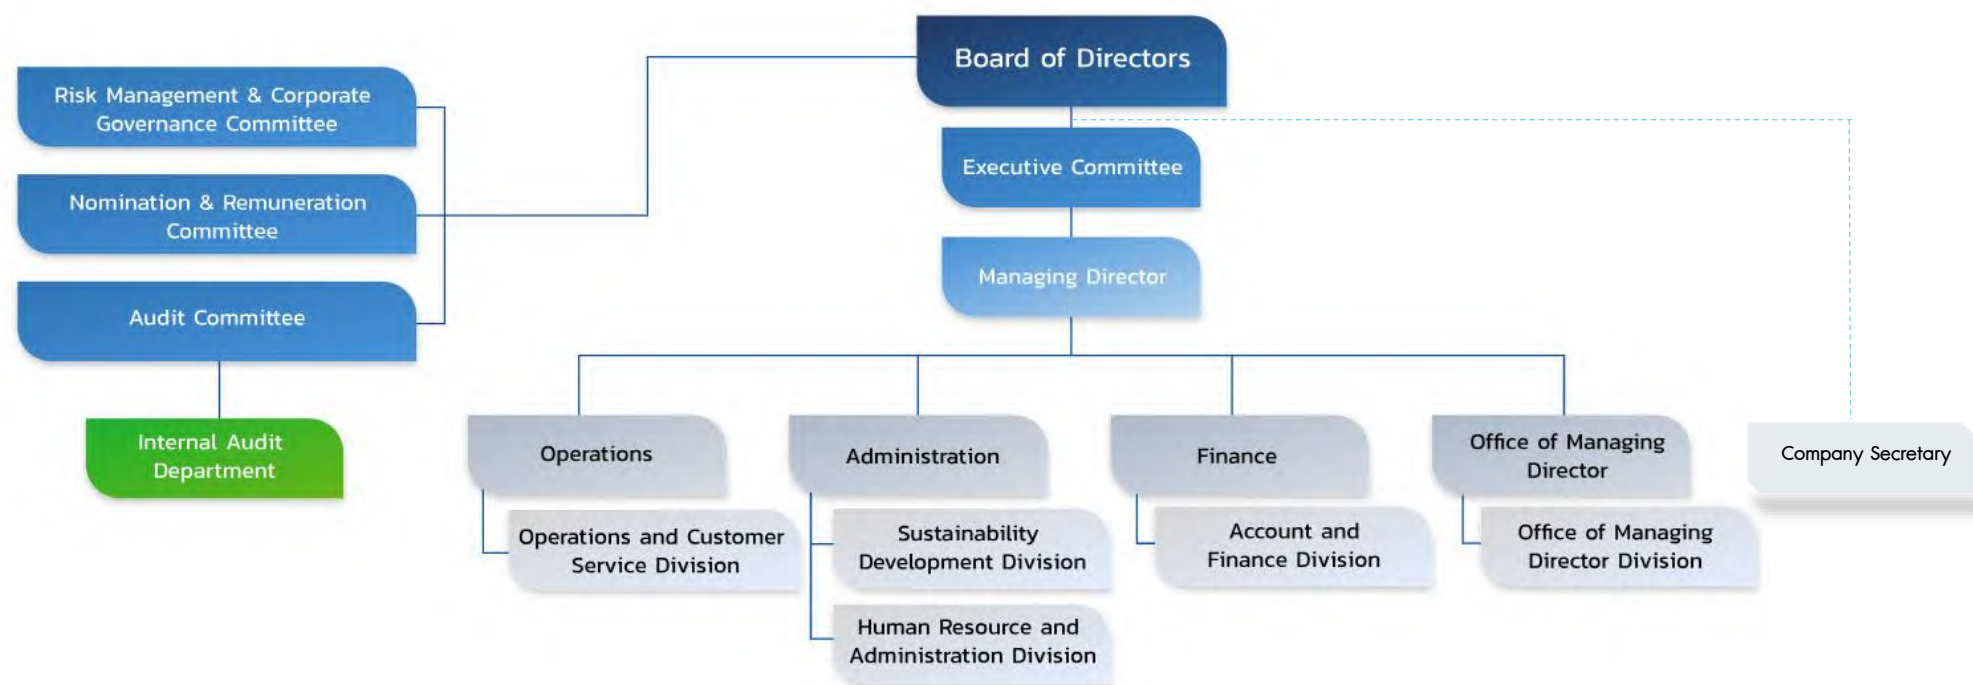 Board of Directors
Risk Management & Corporate
Governance Committee
Executive Committee
Nomination & Remuneration
Committee
Managing Director
Audit Committee
Internal Audit
Department
Operations
Administration
Finance
Office of Managing
Director
Company Secretary
Operations and Customer
Service Division
Sustainability
Development Division
Account and
Finance Division
Office of Managing
Director Division
Human Resource and
Administration Division